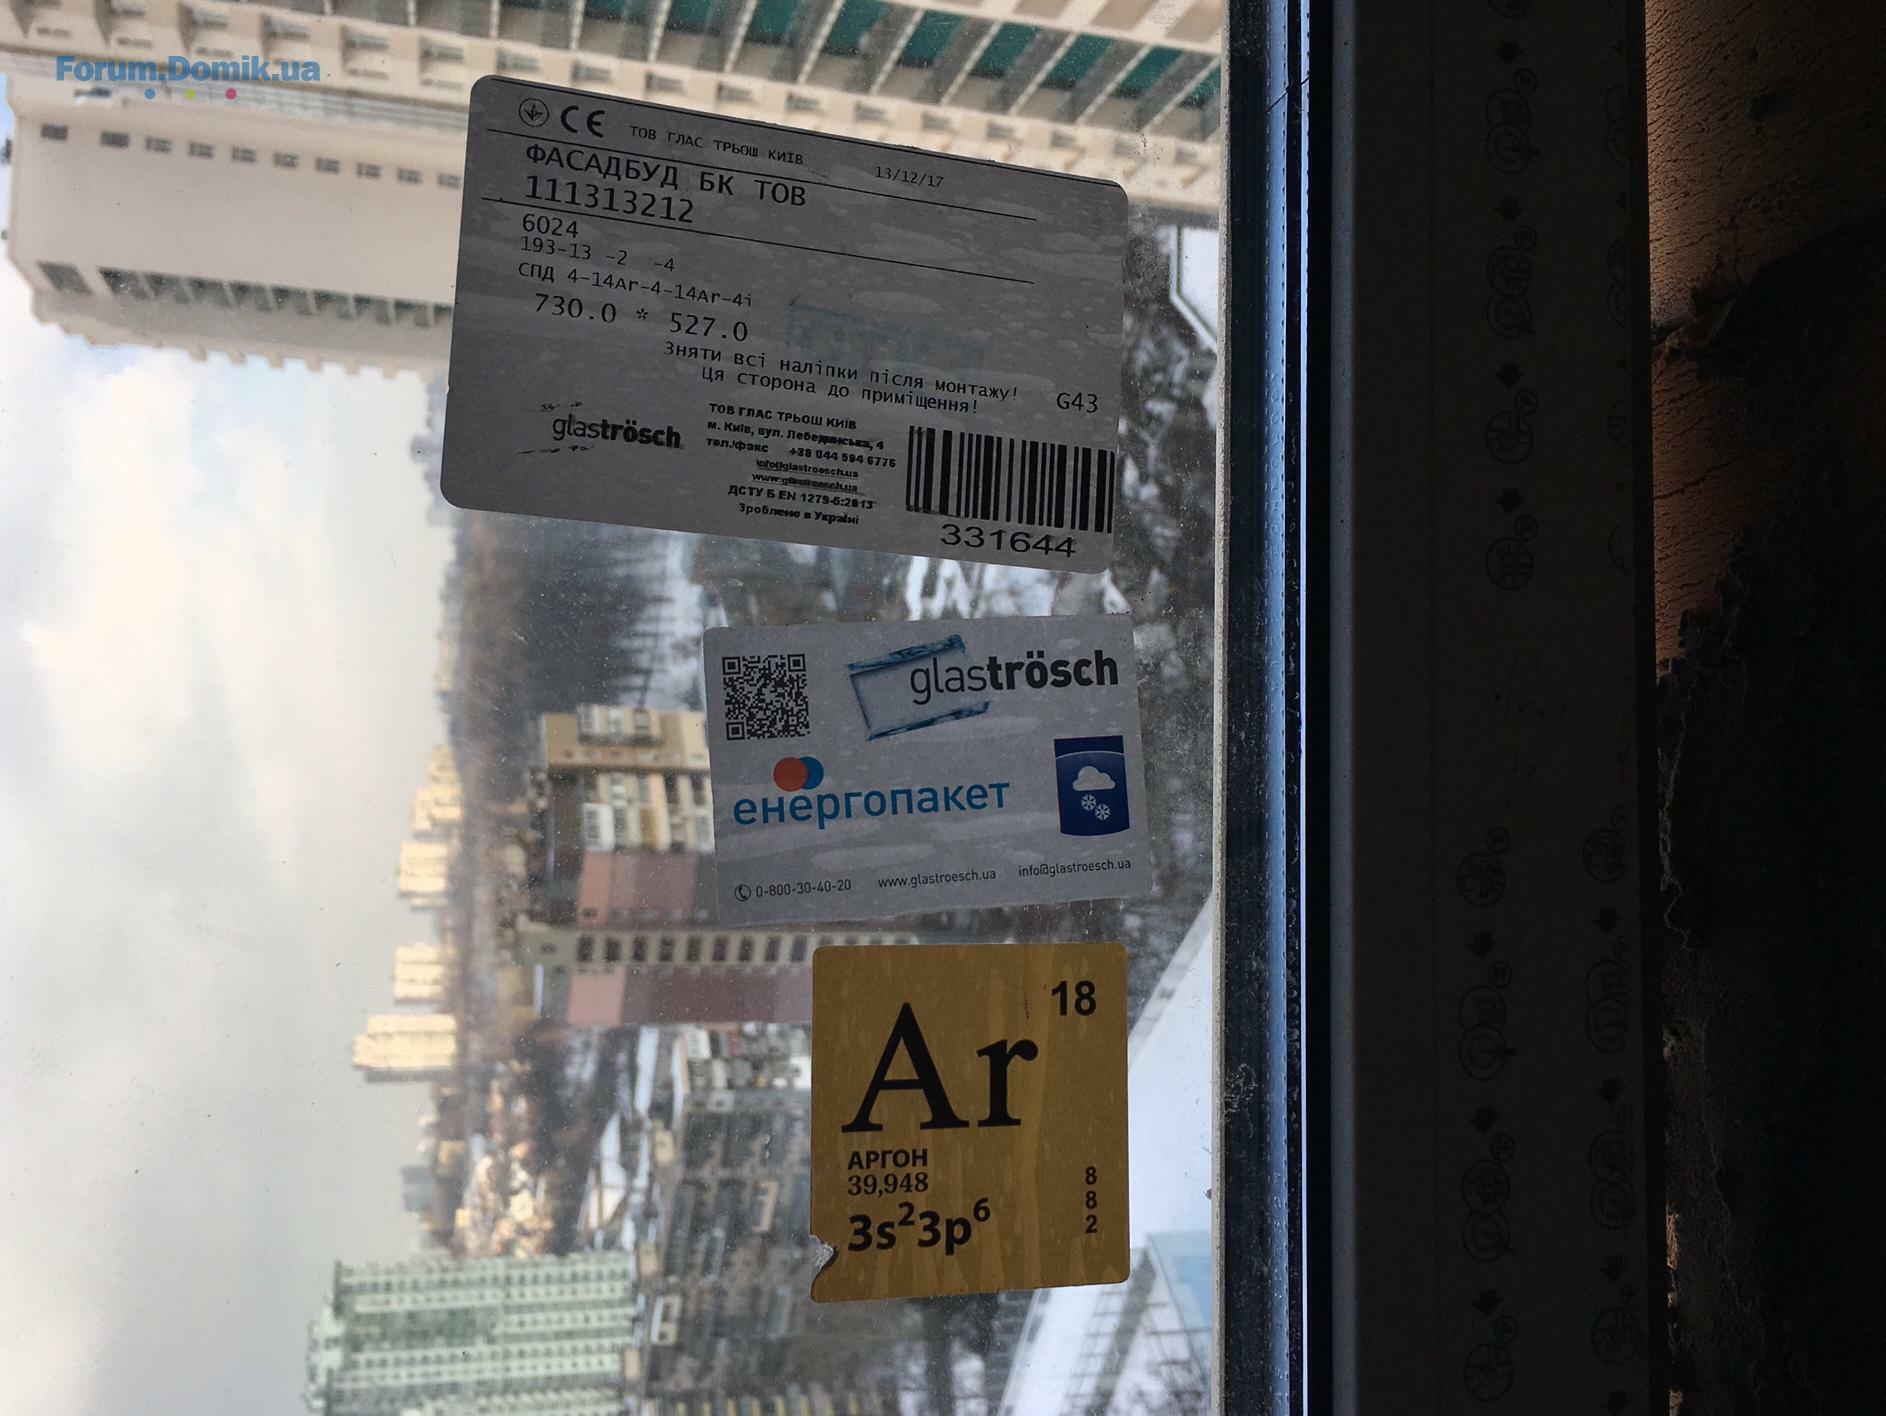 Forum.Domik.ua
CE ТОВ ГЛАС ТРЬОШ КИЇВ 13/12/17
ФАСАДБУД БК ТОВ
111313212
6024
193-13 -2 -4
СПД 4-14Ar-4-14Ar-4i
730.0 * 527.0
Зняти всі наліпки після монтажу!
Ця сторона до приміщення! G43
glaströsch
ТОВ ГЛАС ТРЬОШ КИЇВ
м. Київ, вул. Лебединська, 4
тел./факс +38 044 594 6776
info@glastroesch.ua
www.glastroesch.ua
ДСТУ Б EN 1279-5:2013
Зроблено в Україні
331644
glaströsch
енергопакет
0-800-30-40-20 www.glastroesch.ua info@glastroesch.ua
18
Ar
АРГОН
39,948
3s²3p⁶
8
8
2